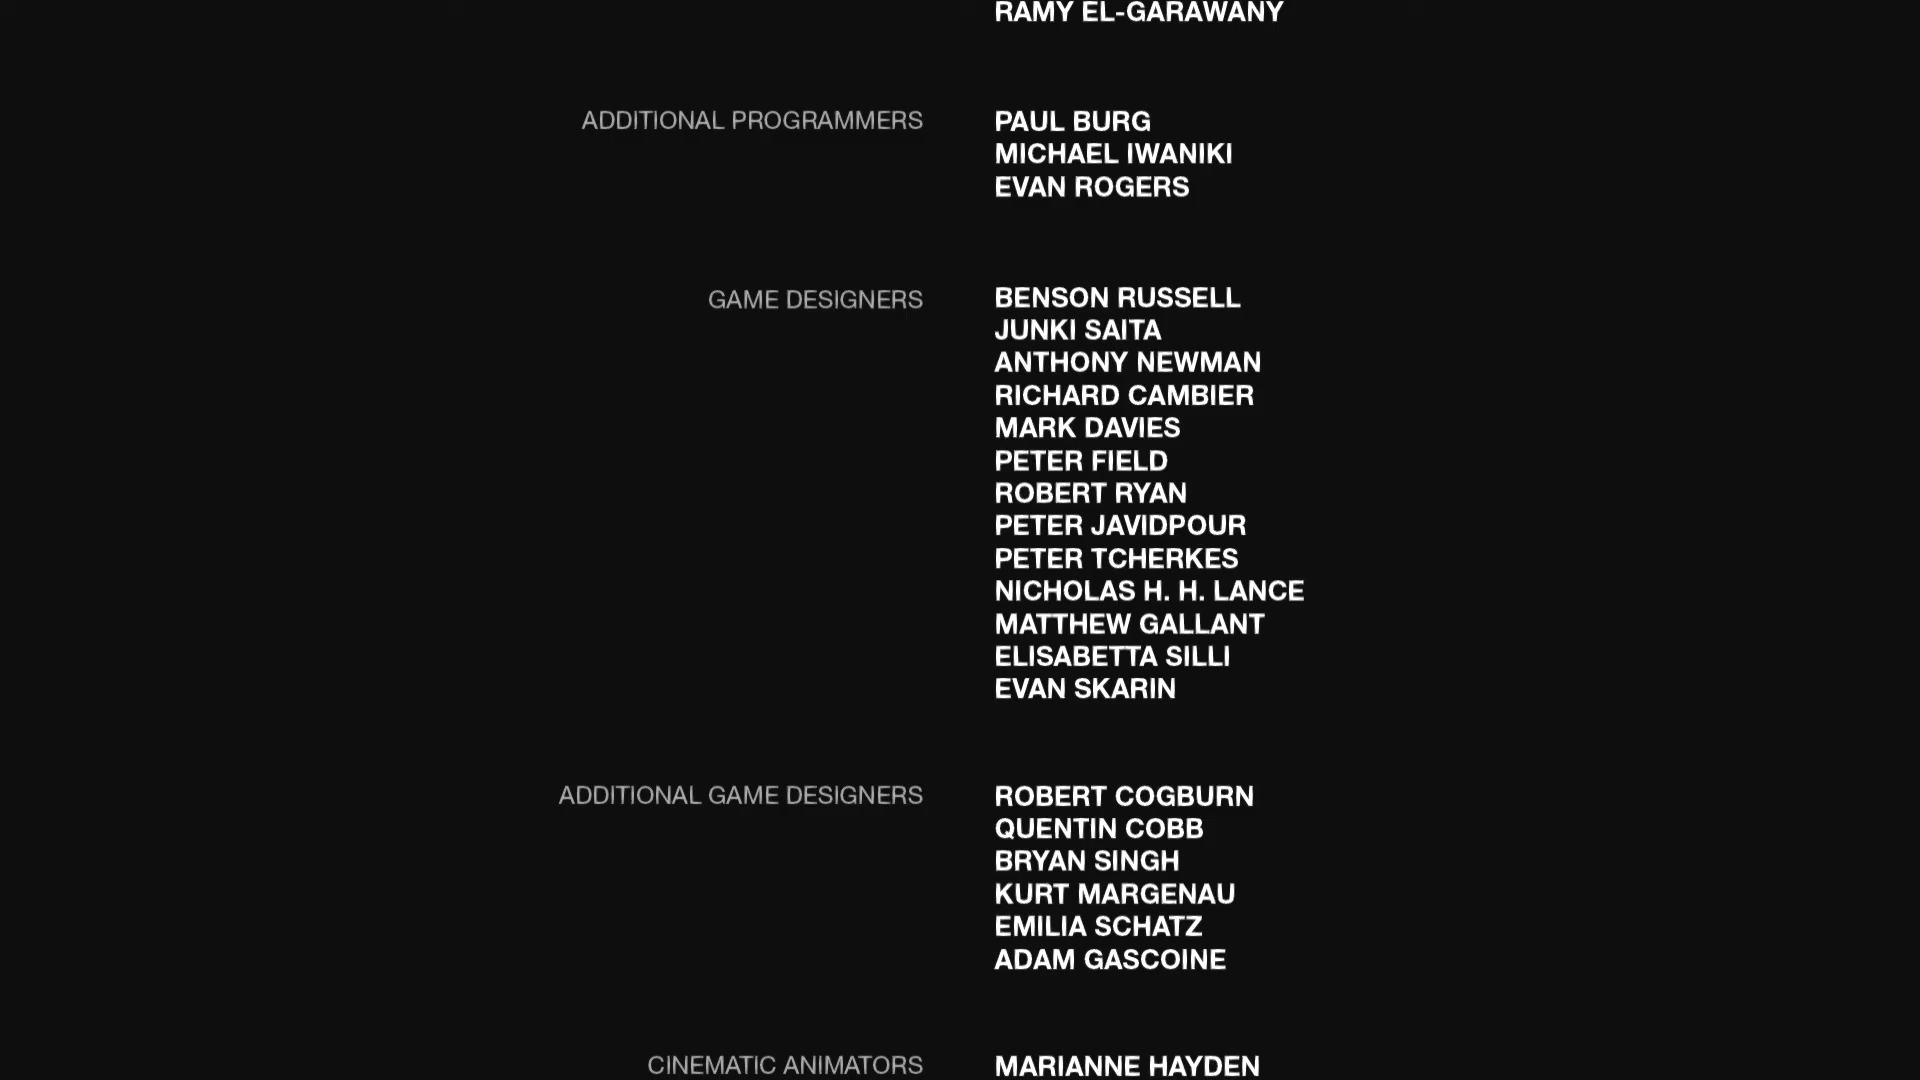 RAMY EL-GARAWANY
ADDITIONAL PROGRAMMERS PAUL BURG
MICHAEL IWANIKI
EVAN ROGERS
GAME DESIGNERS BENSON RUSSELL
JUNKI SAITA
ANTHONY NEWMAN
RICHARD CAMBIER
MARK DAVIES
PETER FIELD
ROBERT RYAN
PETER JAVIDPOUR
PETER TCHERKES
NICHOLAS H. H. LANCE
MATTHEW GALLANT
ELISABETTA SILLI
EVAN SKARIN
ADDITIONAL GAME DESIGNERS ROBERT COGBURN
QUENTIN COBB
BRYAN SINGH
KURT MARGENAU
EMILIA SCHATZ
ADAM GASCOINE
CINEMATIC ANIMATORS MARIANNE HAYDEN